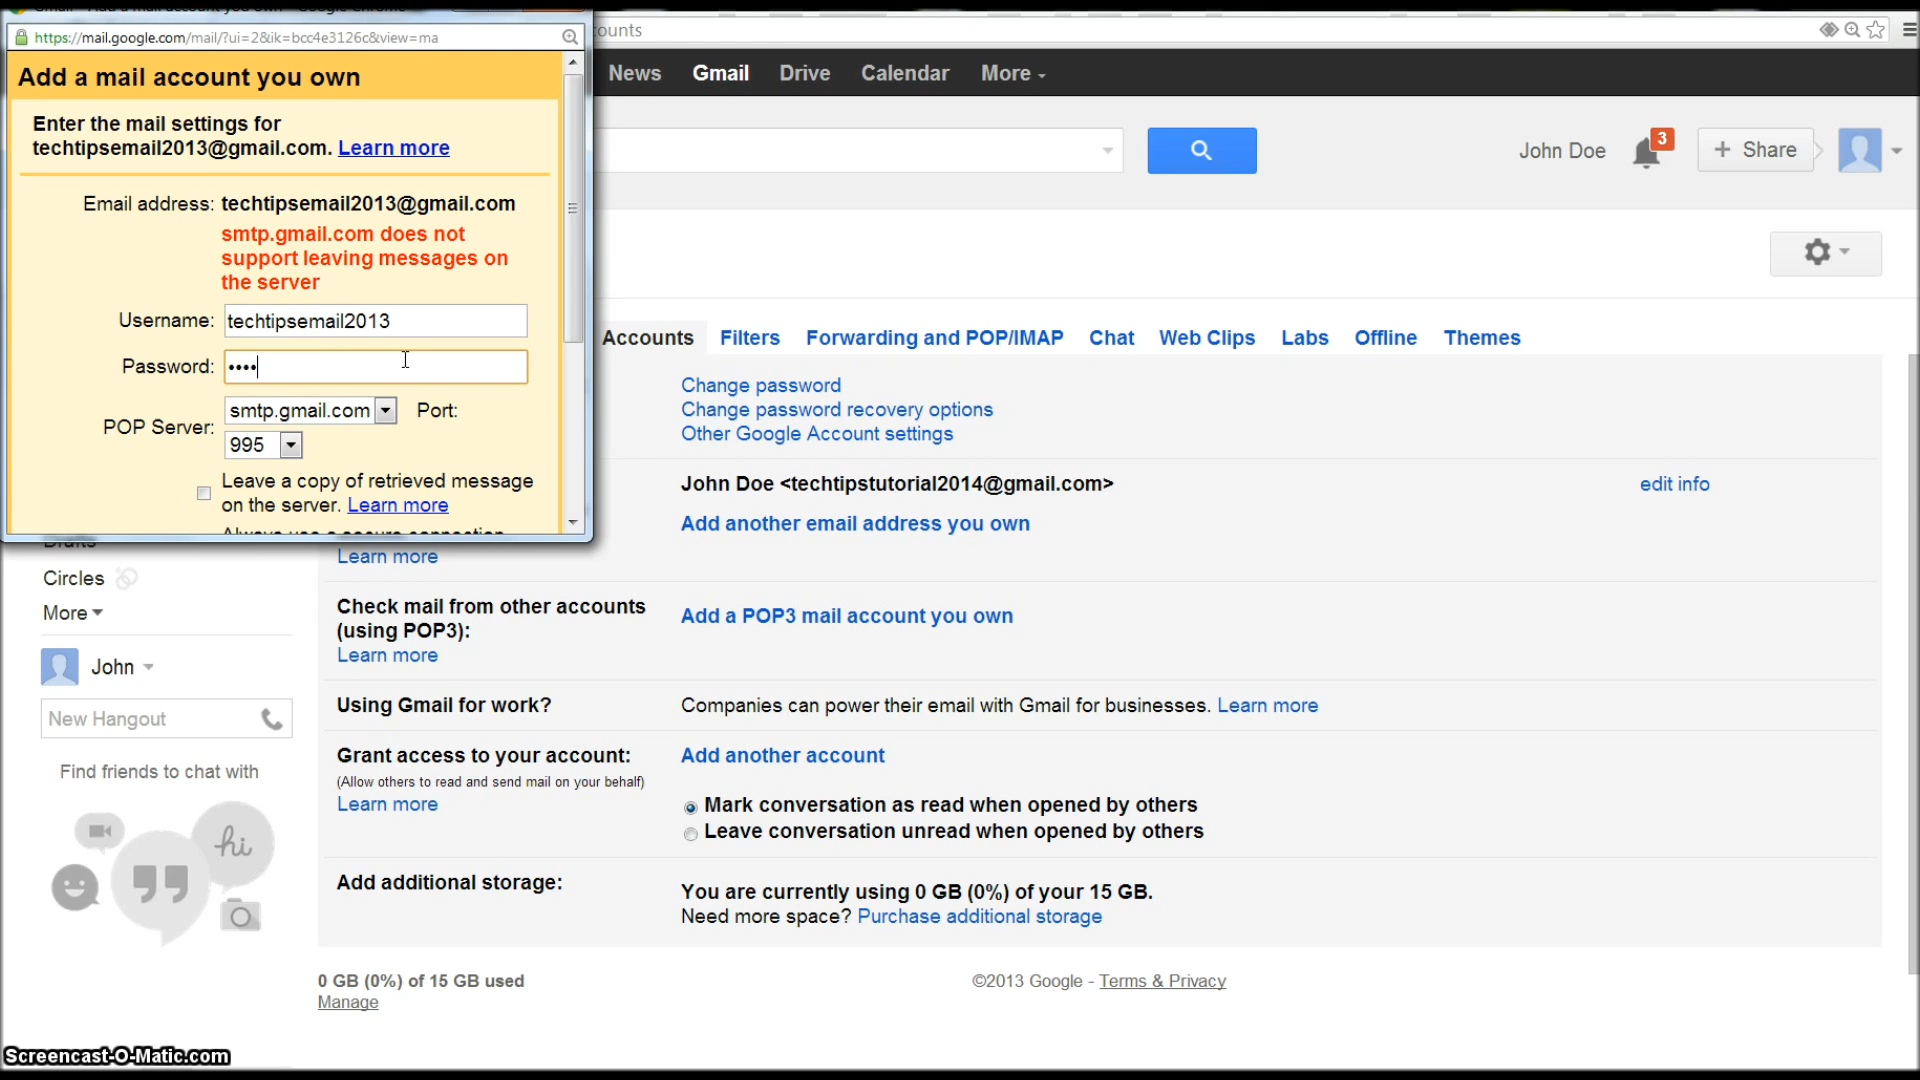 https://mail.google.com/mail/?ui=2&ik=bcc4e3126c&view=ma
Add a mail account you own
Enter the mail settings for
techtipsemail2013@gmail.com. Learn more
Email address: techtipsemail2013@gmail.com
smtp.gmail.com does not
support leaving messages on
the server
Username: techtipsemail2013
Password: ••••
POP Server: smtp.gmail.com Port:
995
Leave a copy of retrieved message
on the server. Learn more
Always use a secure connection
counts
News Gmail Drive Calendar More
John Doe 3 + Share
Accounts Filters Forwarding and POP/IMAP Chat Web Clips Labs Offline Themes
Change password
Change password recovery options
Other Google Account settings
John Doe <techtipstutorial2014@gmail.com> edit info
Add another email address you own
Learn more
Check mail from other accounts
(using POP3):
Learn more
Add a POP3 mail account you own
Using Gmail for work? Companies can power their email with Gmail for businesses. Learn more
Grant access to your account: Add another account
(Allow others to read and send mail on your behalf)
Learn more
Mark conversation as read when opened by others
Leave conversation unread when opened by others
Add additional storage: You are currently using 0 GB (0%) of your 15 GB.
Need more space? Purchase additional storage
0 GB (0%) of 15 GB used
Manage
©2013 Google - Terms & Privacy
Drafts
Circles
More
John
New Hangout
Find friends to chat with
hi
Screencast-O-Matic.com